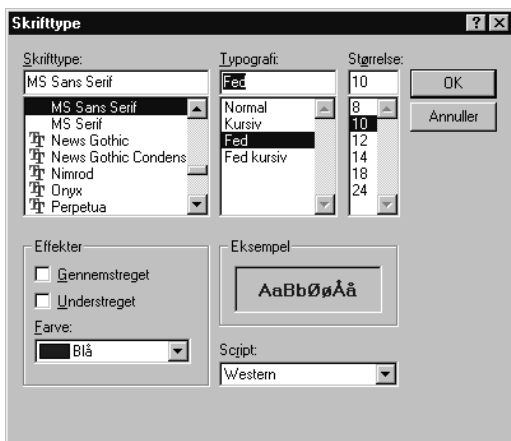 Skrifttype
Skrifttype:
MS Sans Serif
MS Sans Serif
MS Serif
News Gothic
News Gothic Condens
Nimrod
Onyx
Perpetua
Typografi:
Fed
Normal
Kursiv
Fed
Fed kursiv
Størrelse:
10
8
10
12
14
18
24
OK
Annuller
Effekter
Gennemstreget
Understreget
Farve:
Blå
Eksempel
AaBbØøÅå
Script:
Western